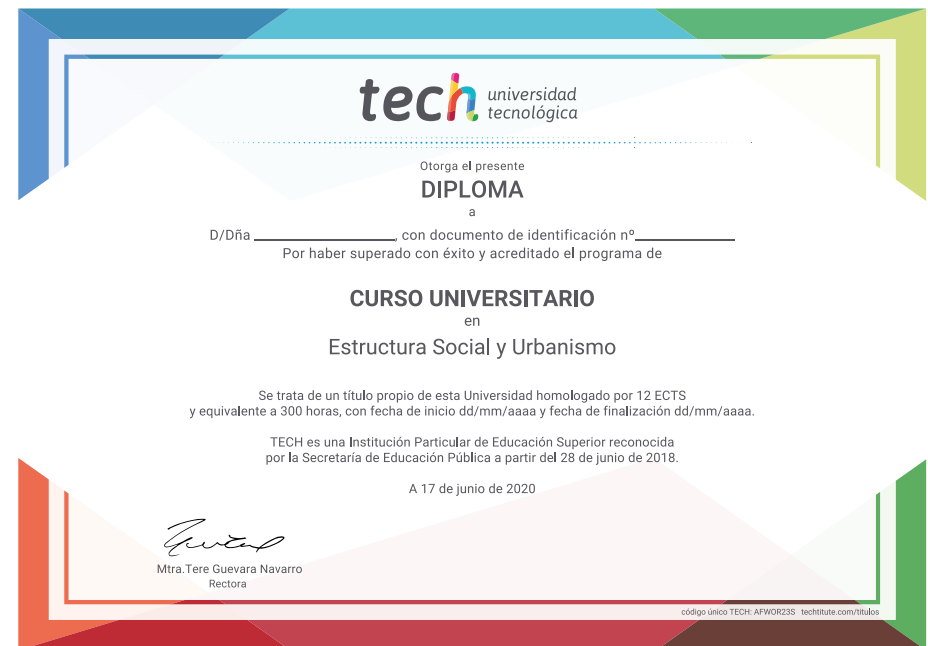 tech universidad
tecnológica
Otorga el presente
DIPLOMA
a
D/Dña ____________________, con documento de identificación nº______________
Por haber superado con éxito y acreditado el programa de
CURSO UNIVERSITARIO
en
Estructura Social y Urbanismo
Se trata de un título propio de esta Universidad homologado por 12 ECTS
y equivalente a 300 horas, con fecha de inicio dd/mm/aaaa y fecha de finalización dd/mm/aaaa.
TECH es una Institución Particular de Educación Superior reconocida
por la Secretaría de Educación Pública a partir del 28 de junio de 2018.
A 17 de junio de 2020
Mtra.Tere Guevara Navarro
Rectora
código único TECH: AFWOR23S techtitute.com/titulos